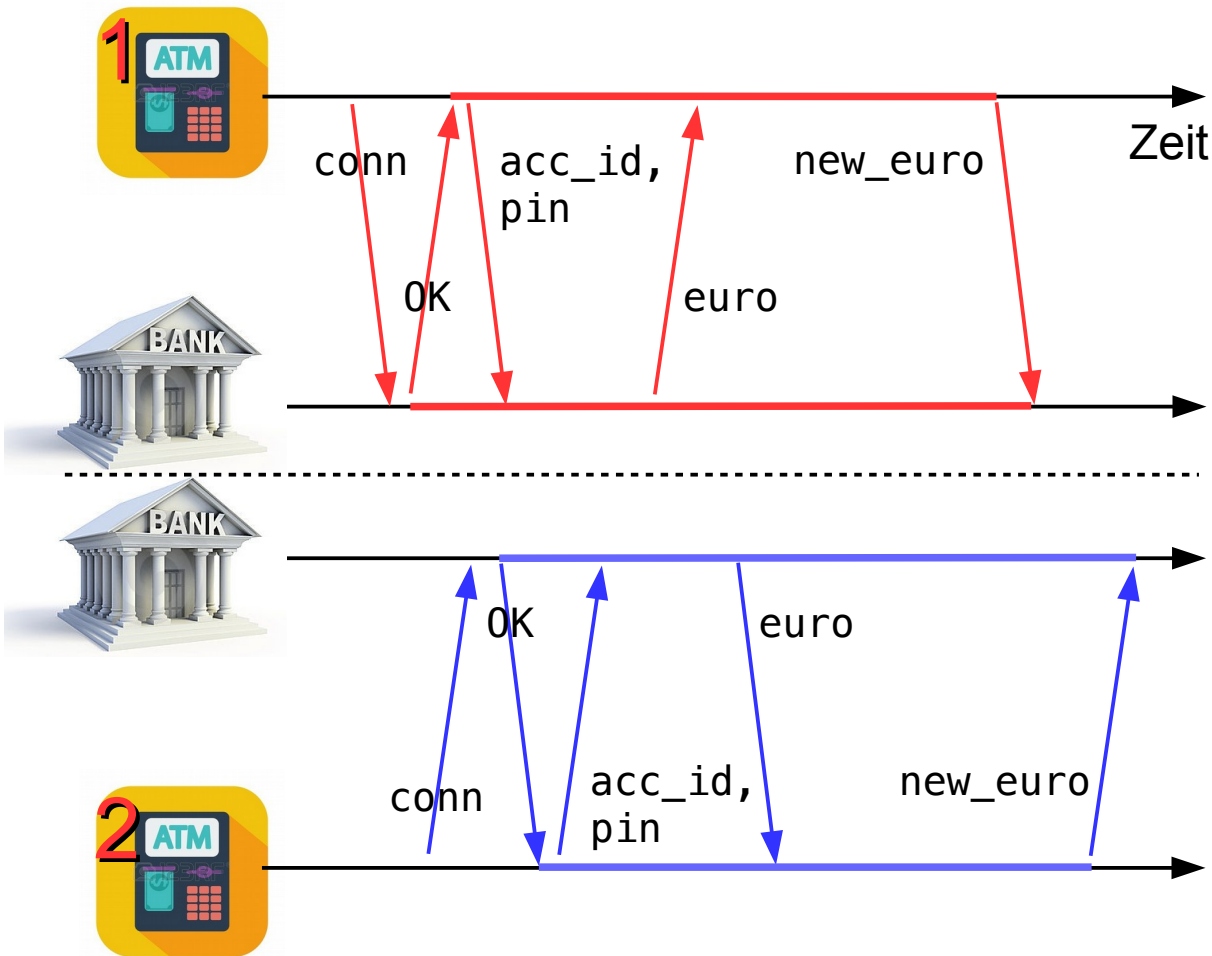 1
ATM
Zeit
conn
acc_id,
pin
new_euro
OK
euro
BANK
BANK
OK
euro
conn
acc_id,
pin
new_euro
2
ATM